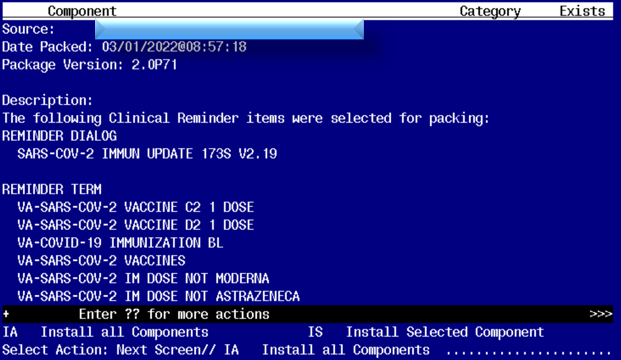 Component Category Exists
Source:
Date Packed: 03/01/2022@08:57:18
Package Version: 2.0P71
Description:
The following Clinical Reminder items were selected for packing:
REMINDER DIALOG
SARS-COV-2 IMMUN UPDATE 173S V2.19
REMINDER TERM
VA-SARS-COV-2 VACCINE C2 1 DOSE
VA-SARS-COV-2 VACCINE D2 1 DOSE
VA-COVID-19 IMMUNIZATION BL
VA-SARS-COV-2 VACCINES
VA-SARS-COV-2 IM DOSE NOT MODERNA
VA-SARS-COV-2 IM DOSE NOT ASTRAZENECA
+ Enter ?? for more actions >>>
IA Install all Components IS Install Selected Component
Select Action: Next Screen// IA Install all Components ......................